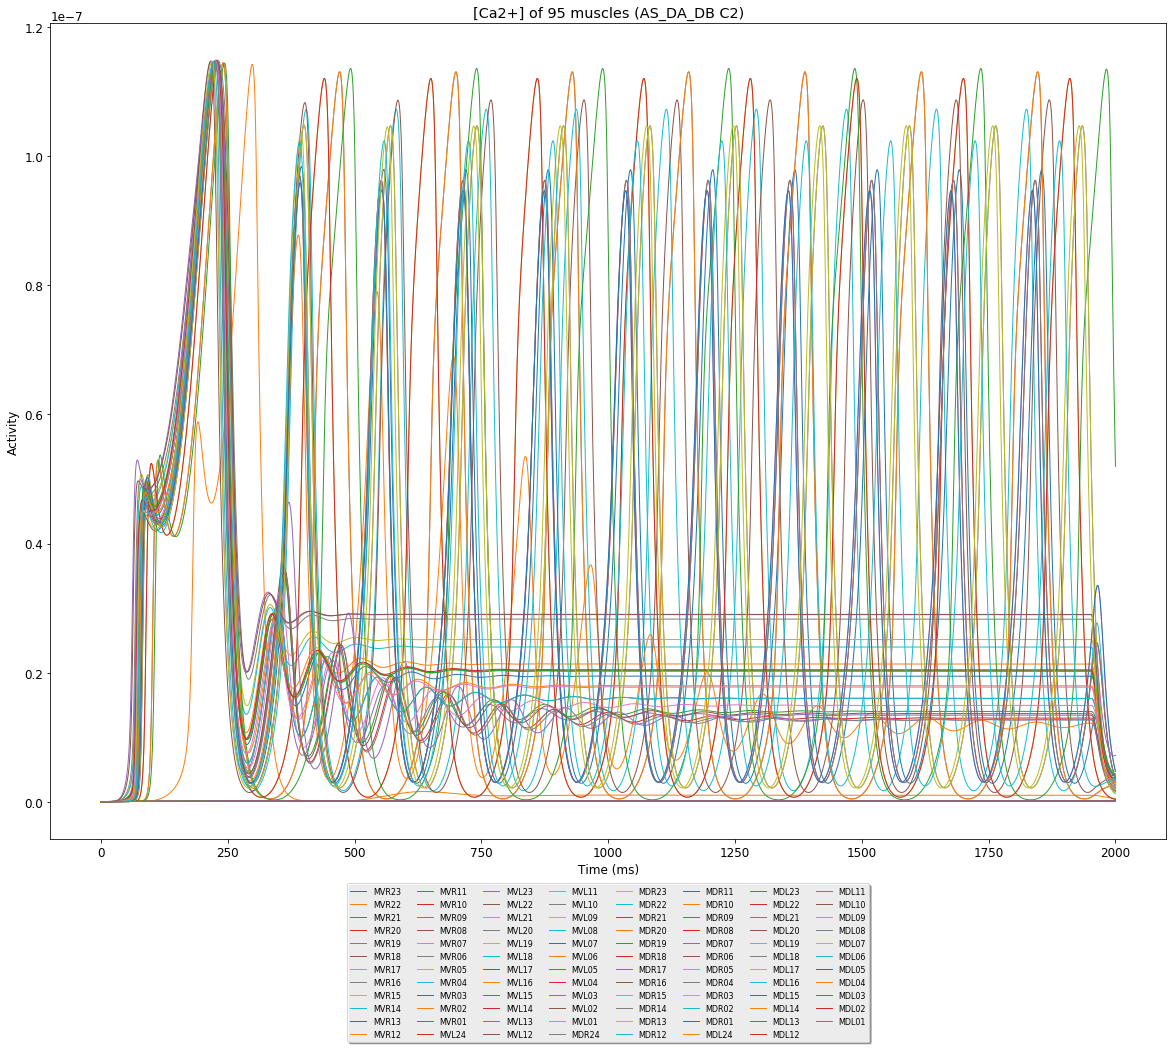 [Ca2+] of 95 muscles (AS_DA_DB C2)
1e−7
1.2
1.0
0.8
0.6
0.4
0.2
0.0
Activity
0 250 500 750 1000 1250 1500 1750 2000
Time (ms)
MVR23 MVR11 MVL23 MVL11 MDR23 MDR11 MDL23 MDL11
MVR22 MVR10 MVL22 MVL10 MDR22 MDR10 MDL22 MDL10
MVR21 MVR09 MVL21 MVL09 MDR21 MDR09 MDL21 MDL09
MVR20 MVR08 MVL20 MVL08 MDR20 MDR08 MDL20 MDL08
MVR19 MVR07 MVL19 MVL07 MDR19 MDR07 MDL19 MDL07
MVR18 MVR06 MVL18 MVL06 MDR18 MDR06 MDL18 MDL06
MVR17 MVR05 MVL17 MVL05 MDR17 MDR05 MDL17 MDL05
MVR16 MVR04 MVL16 MVL04 MDR16 MDR04 MDL16 MDL04
MVR15 MVR03 MVL15 MVL03 MDR15 MDR03 MDL15 MDL03
MVR14 MVR02 MVL14 MVL02 MDR14 MDR02 MDL14 MDL02
MVR13 MVR01 MVL13 MVL01 MDR13 MDR01 MDL13 MDL01
MVR12 MVL24 MVL12 MDR24 MDR12 MDL24 MDL12